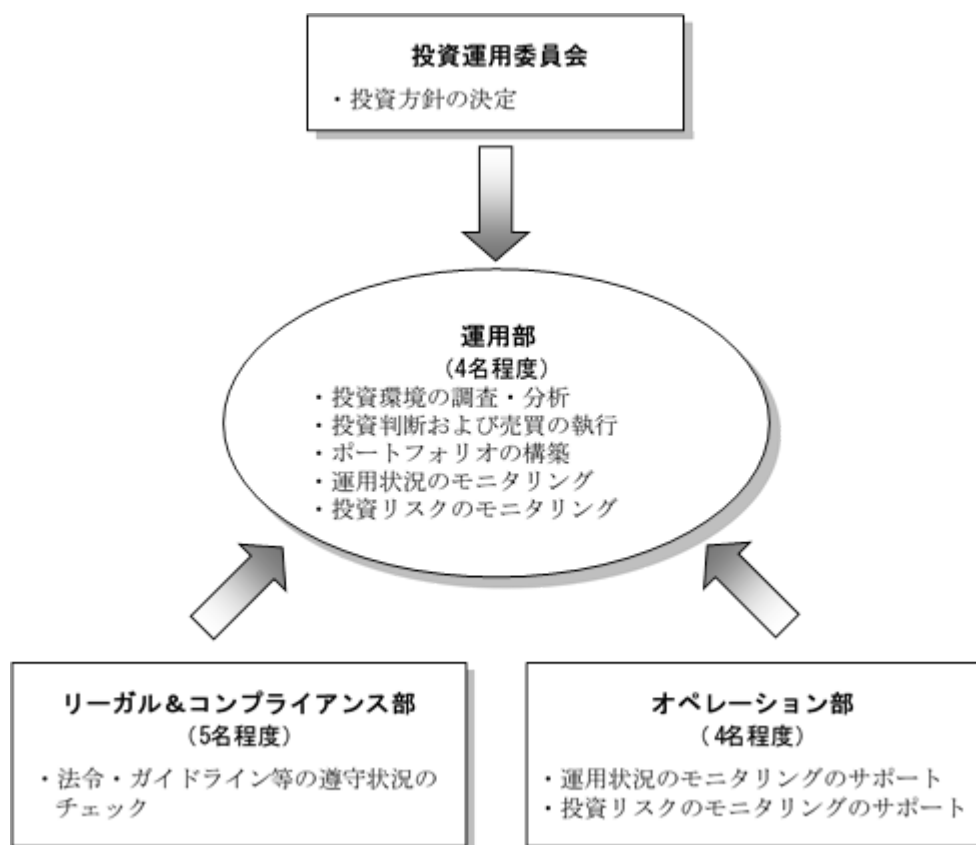 投資運用委員会
・投資方針の決定
運用部
(4名程度)
・投資環境の調査・分析
・投資判断および売買の執行
・ポートフォリオの構築
・運用状況のモニタリング
・投資リスクのモニタリング
リーガル＆コンプライアンス部
(5名程度)
・法令・ガイドライン等の遵守状況の
チェック
オペレーション部
(4名程度)
・運用状況のモニタリングのサポート
・投資リスクのモニタリングのサポート